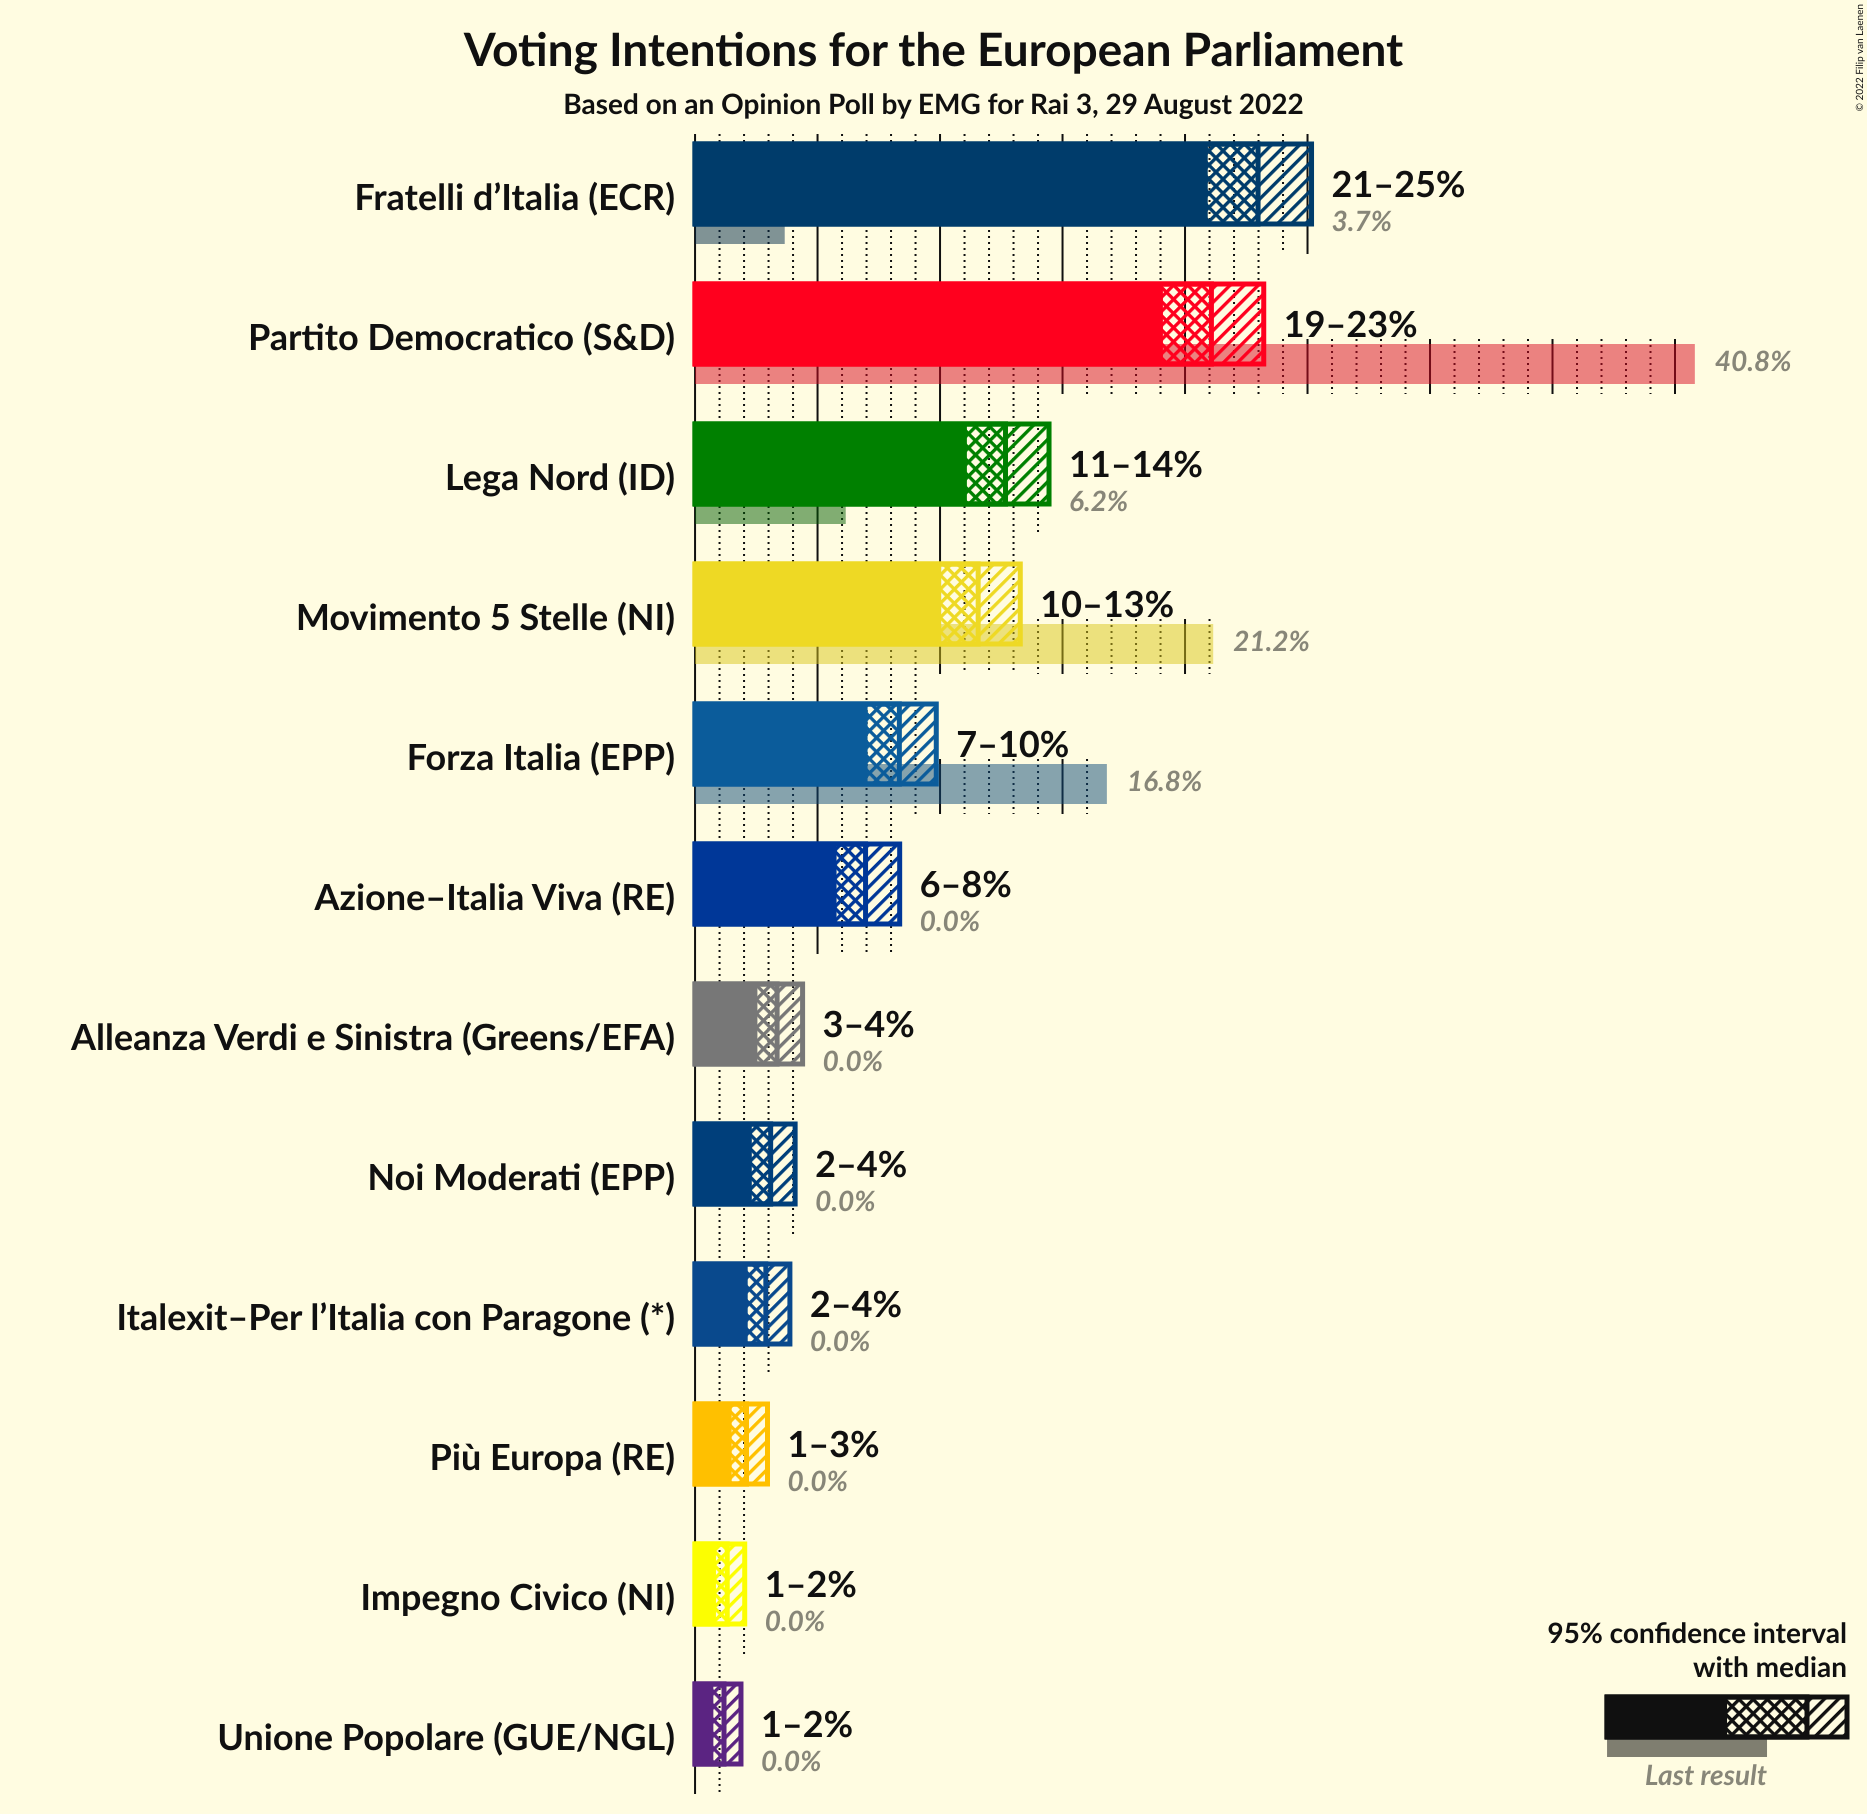 Voting Intentions for the European Parliament
Based on an Opinion Poll by EMG for Rai 3, 29 August 2022
© 2022 Filip van Laenen
Fratelli d’Italia (ECR)
21–25%
3.7%
Partito Democratico (S&D)
19–23%
40.8%
Lega Nord (ID)
11–14%
6.2%
Movimento 5 Stelle (NI)
10–13%
21.2%
Forza Italia (EPP)
7–10%
16.8%
Azione–Italia Viva (RE)
6–8%
0.0%
Alleanza Verdi e Sinistra (Greens/EFA)
3–4%
0.0%
Noi Moderati (EPP)
2–4%
0.0%
Italexit–Per l’Italia con Paragone (*)
2–4%
0.0%
Più Europa (RE)
1–3%
0.0%
Impegno Civico (NI)
1–2%
0.0%
Unione Popolare (GUE/NGL)
1–2%
0.0%
95% confidence interval
with median
Last result